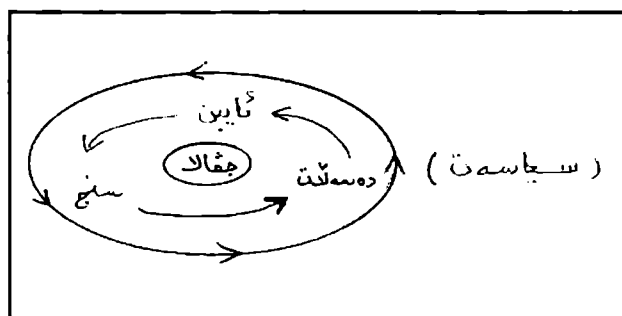 ئایین
جڤالا
دەسەڵات
سنج
(سیاسەت)